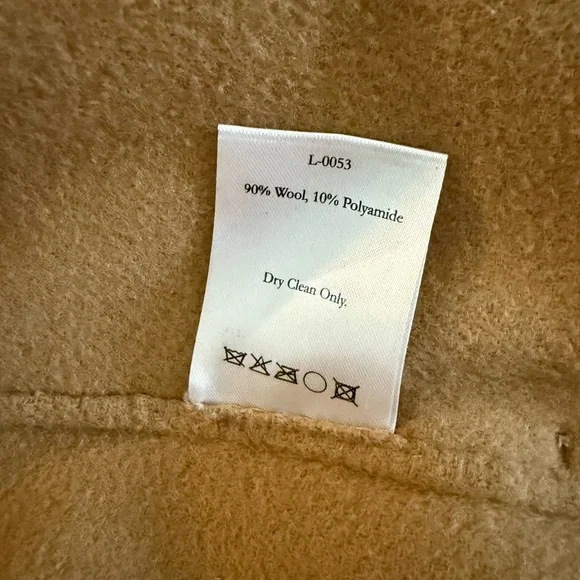 L-0053
90% Wool, 10% Polyamide
Dry Clean Only.